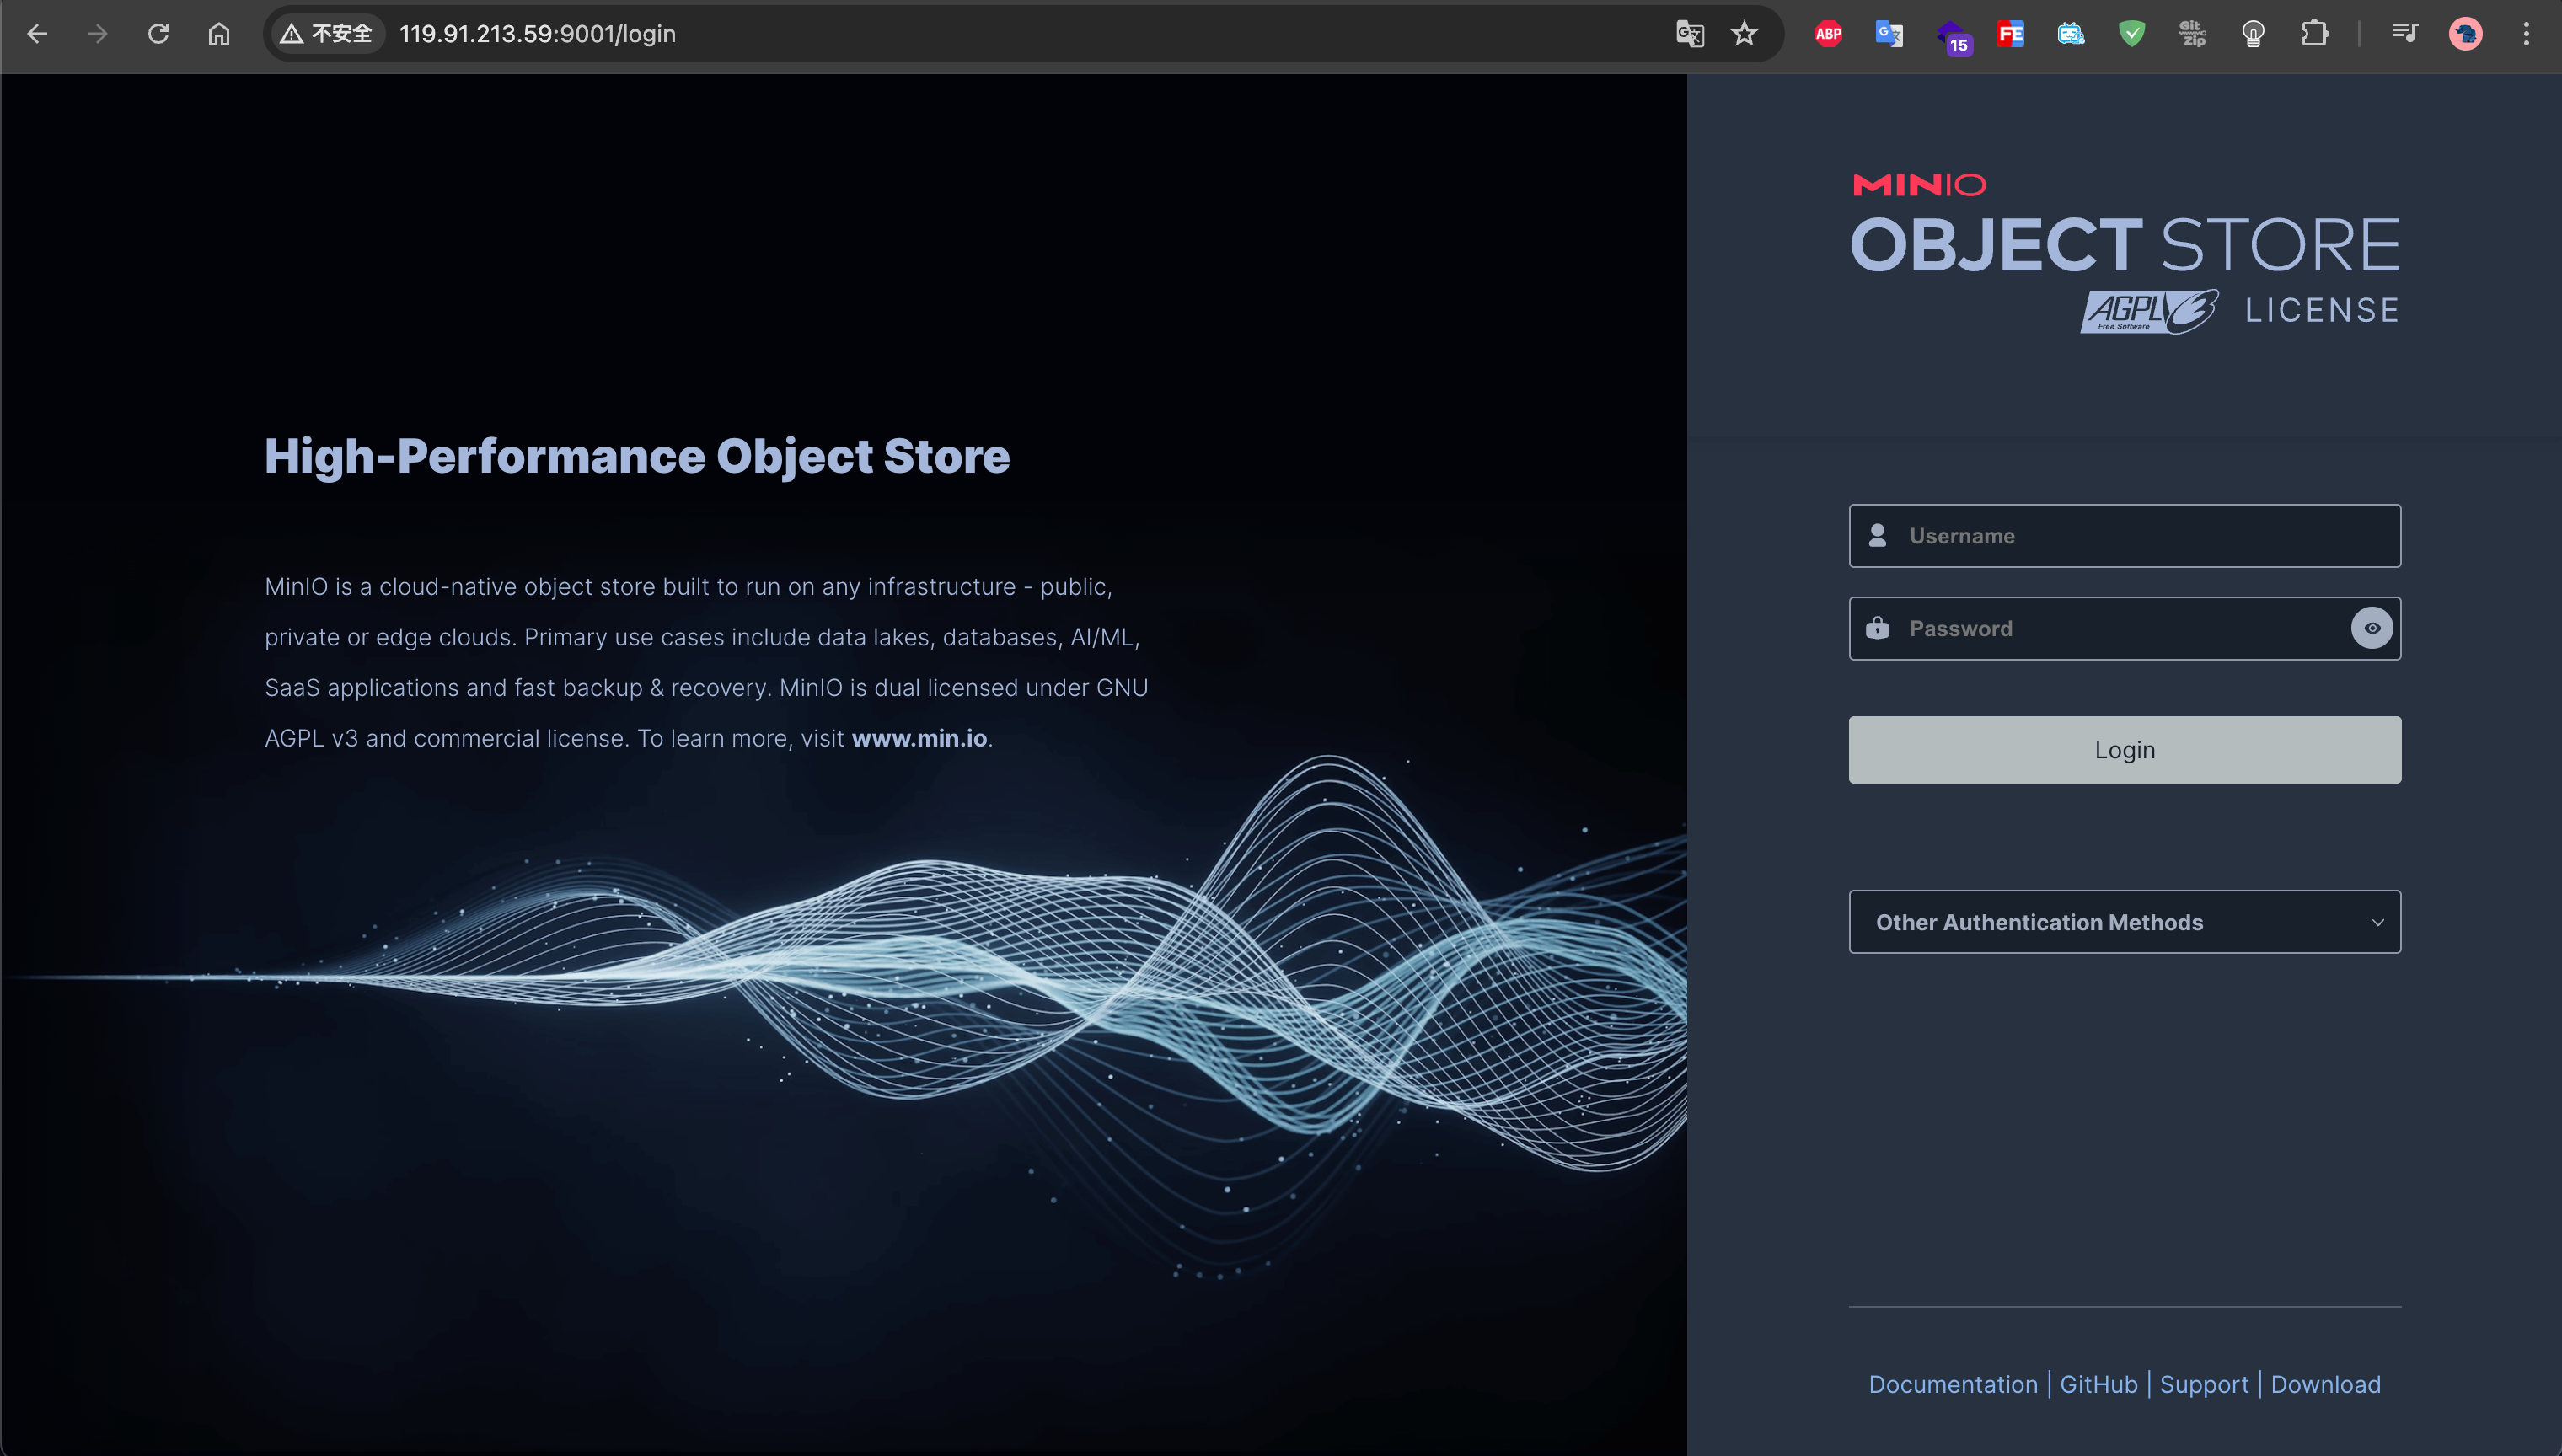 不安全
119.91.213.59:9001/login
ABP
G
15
FE
Git
zip
MINIO
OBJECT STORE
AGPLV3
Free Software
LICENSE
High-Performance Object Store
MinIO is a cloud-native object store built to run on any infrastructure - public,
private or edge clouds. Primary use cases include data lakes, databases, AI/ML,
SaaS applications and fast backup & recovery. MinIO is dual licensed under GNU
AGPL v3 and commercial license. To learn more, visit www.min.io.
Username
Password
Login
Other Authentication Methods
Documentation | GitHub | Support | Download